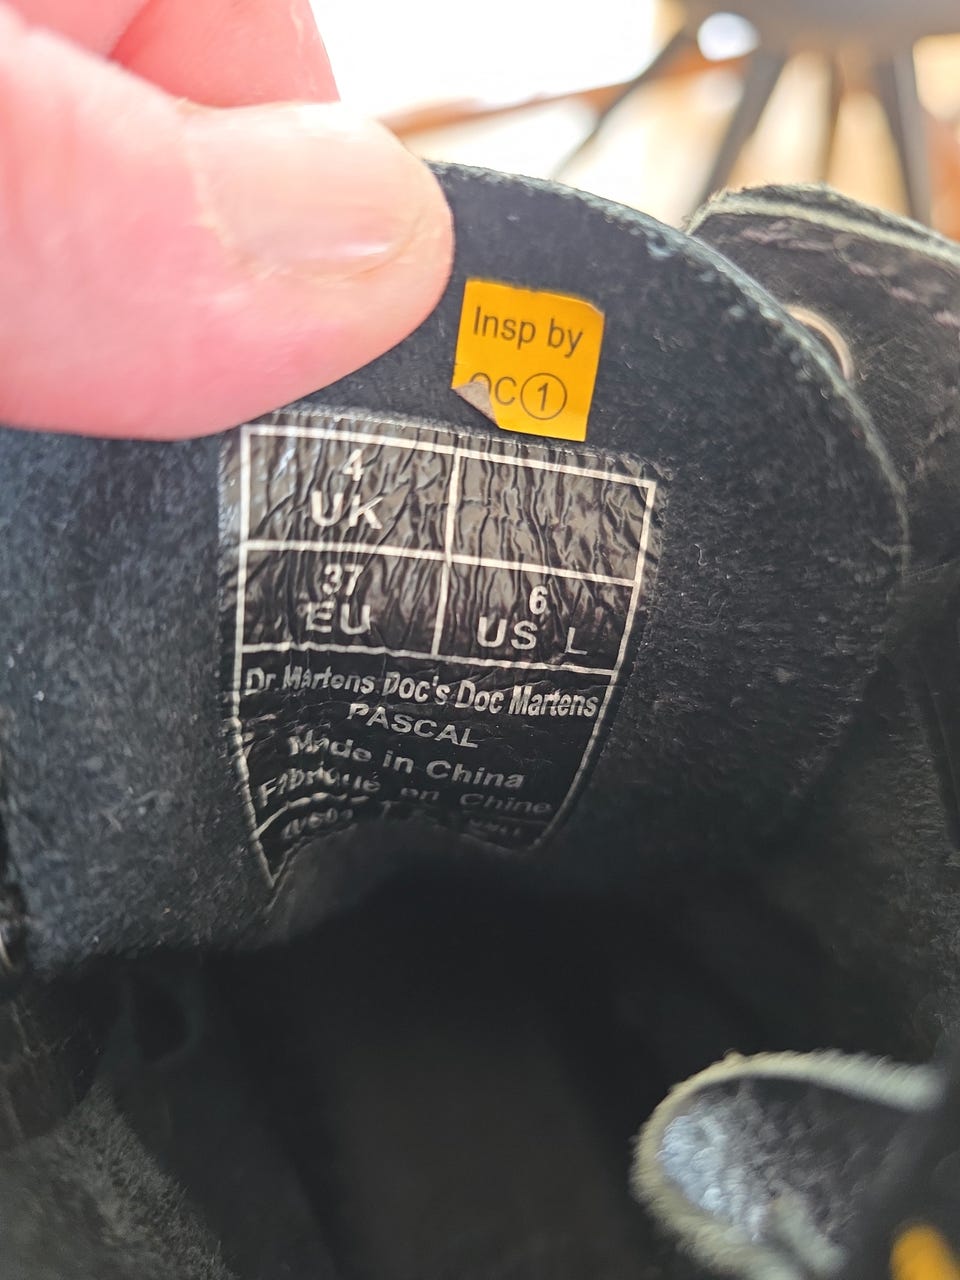 Insp by
QC①
4
UK
37
EU
6
US L
Dr Martens Doc's Doc Martens
PASCAL
Made in China
Fabriqué en Chine